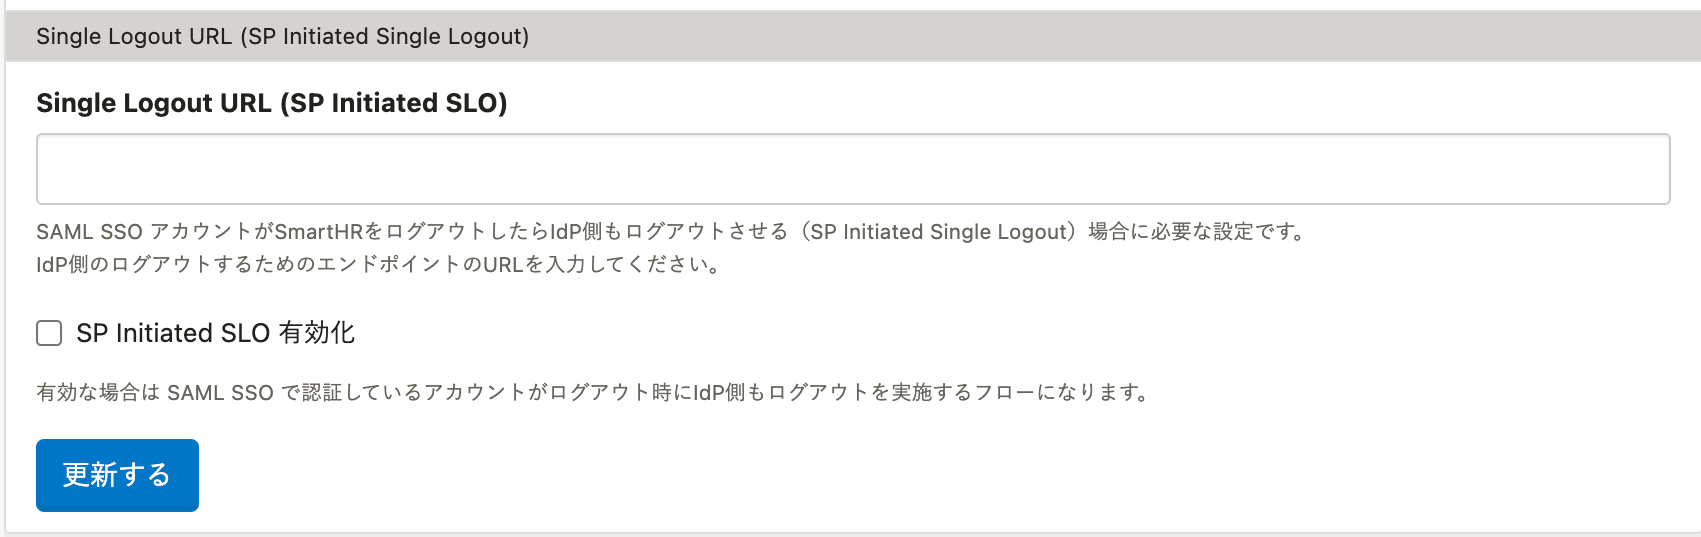 Single Logout URL (SP Initiated Single Logout)
Single Logout URL (SP Initiated SLO)
SAML SSO アカウントがSmartHRをログアウトしたらIdP側もログアウトさせる（SP Initiated Single Logout）場合に必要な設定です。
IdP側のログアウトするためのエンドポイントのURLを入力してください。
SP Initiated SLO 有効化
有効な場合は SAML SSO で認証しているアカウントがログアウト時にIdP側もログアウトを実施するフローになります。
更新する